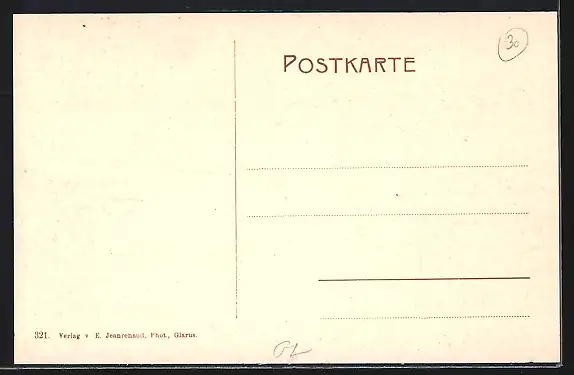 POSTKARTE
30
321. Verlag v. E. Jeanrenaud, Phot., Glarus.